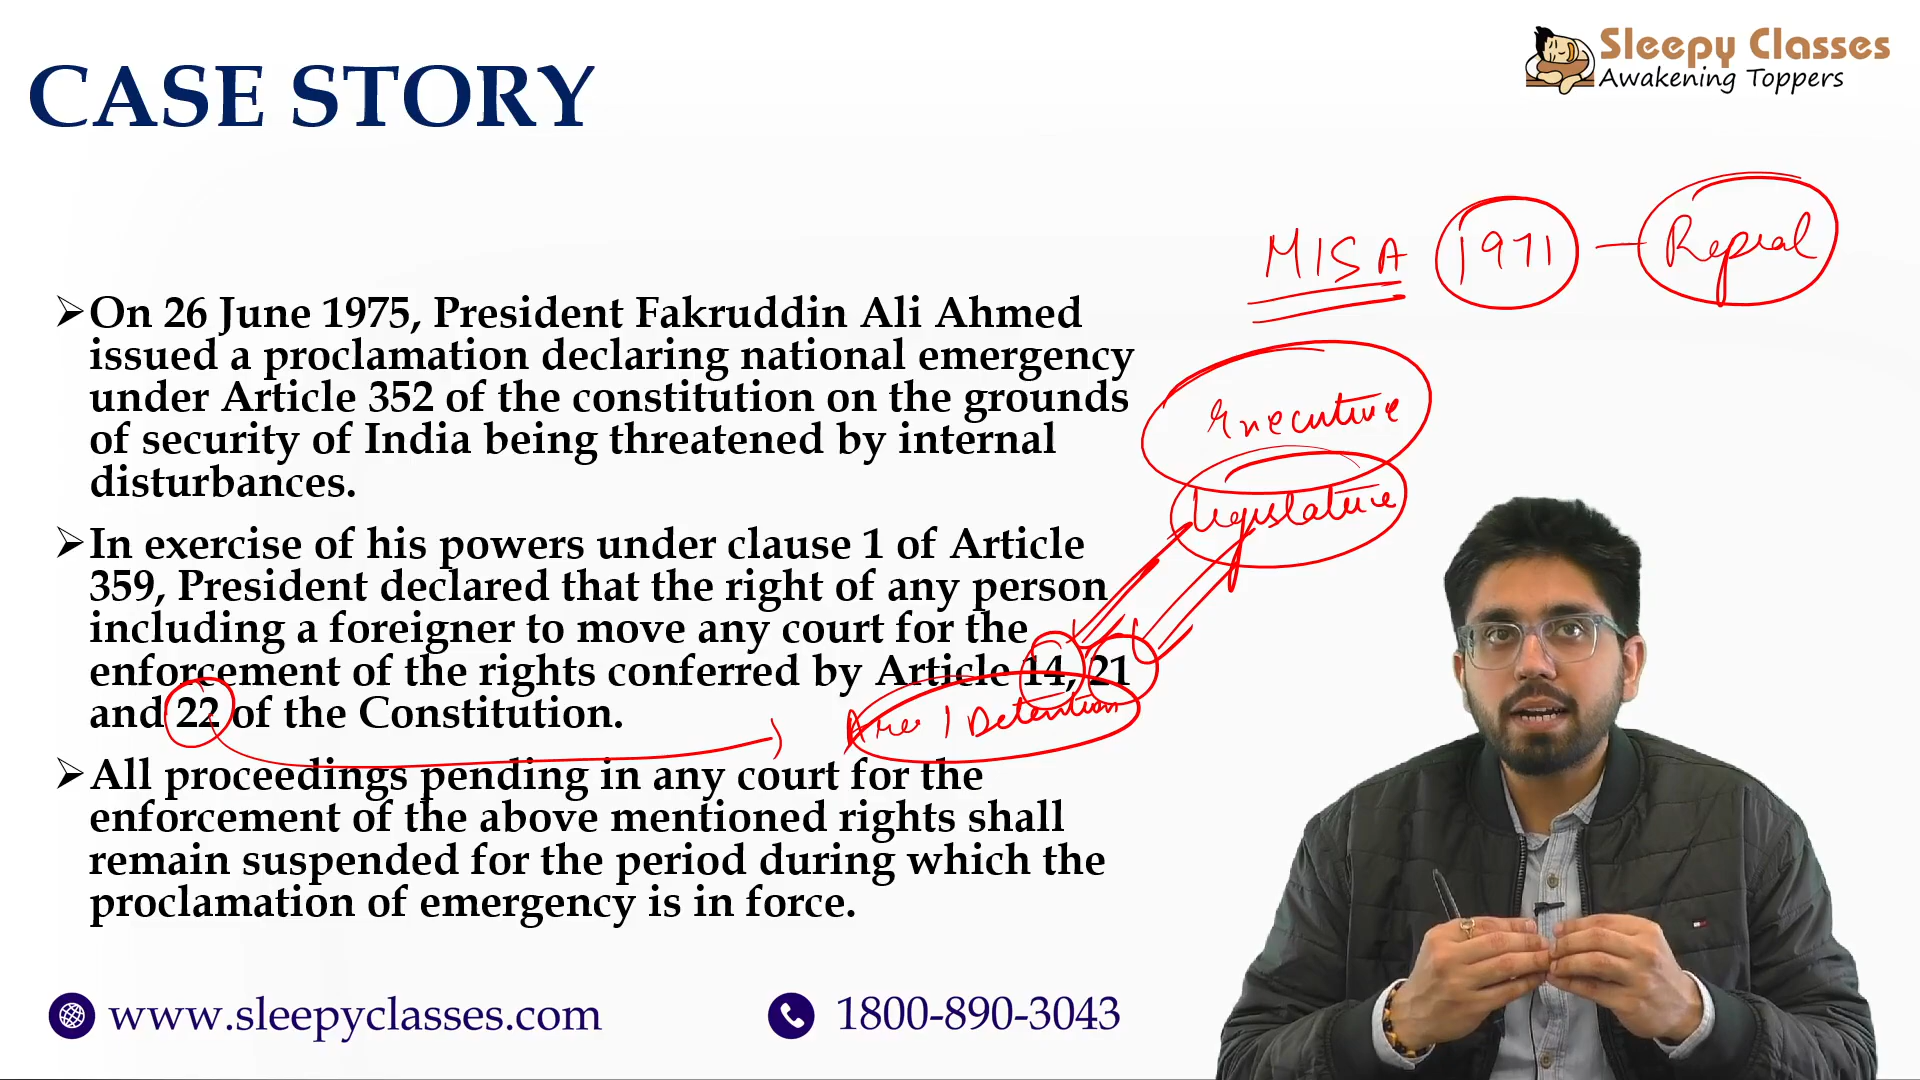 CASE STORY
Sleepy Classes
Awakening Toppers
MISA 1971 - Repeal
➢On 26 June 1975, President Fakruddin Ali Ahmed
issued a proclamation declaring national emergency
under Article 352 of the constitution on the grounds
of security of India being threatened by internal
disturbances.
Executive
Legislature
➢In exercise of his powers under clause 1 of Article
359, President declared that the right of any person
including a foreigner to move any court for the
enforcement of the rights conferred by Article 14, 21
and 22 of the Constitution.
Detention
➢All proceedings pending in any court for the
enforcement of the above mentioned rights shall
remain suspended for the period during which the
proclamation of emergency is in force.
www.sleepyclasses.com
1800-890-3043